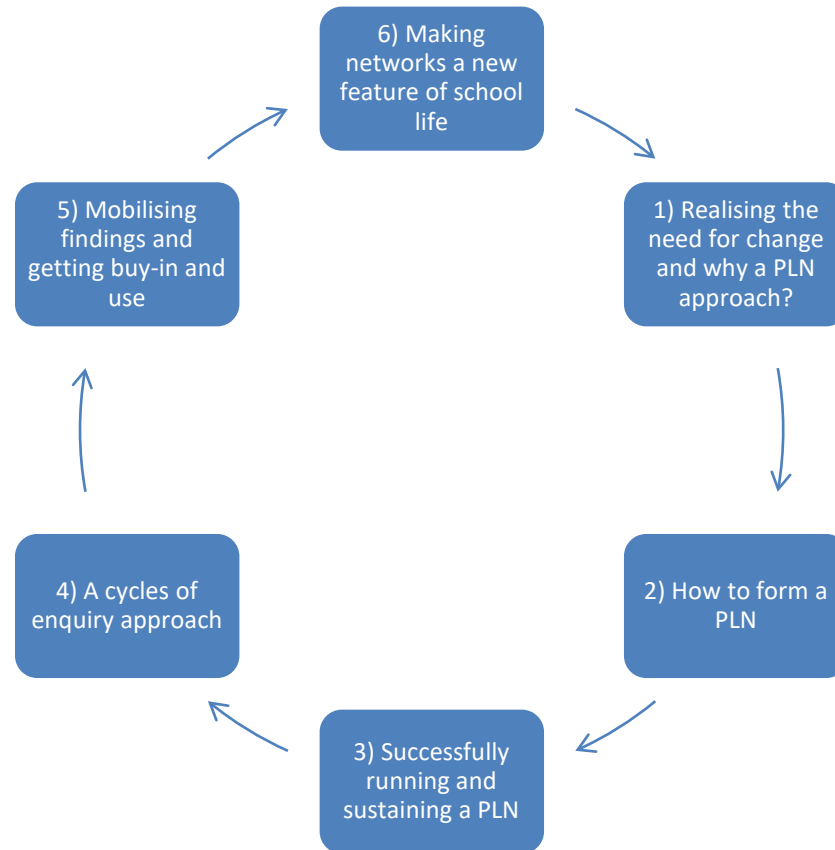 6) Making
networks a new
feature of school
life
1) Realising the
need for change
and why a PLN
approach?
2) How to form a
PLN
3) Successfully
running and
sustaining a PLN
4) A cycles of
enquiry approach
5) Mobilising
findings and
getting buy-in and
use